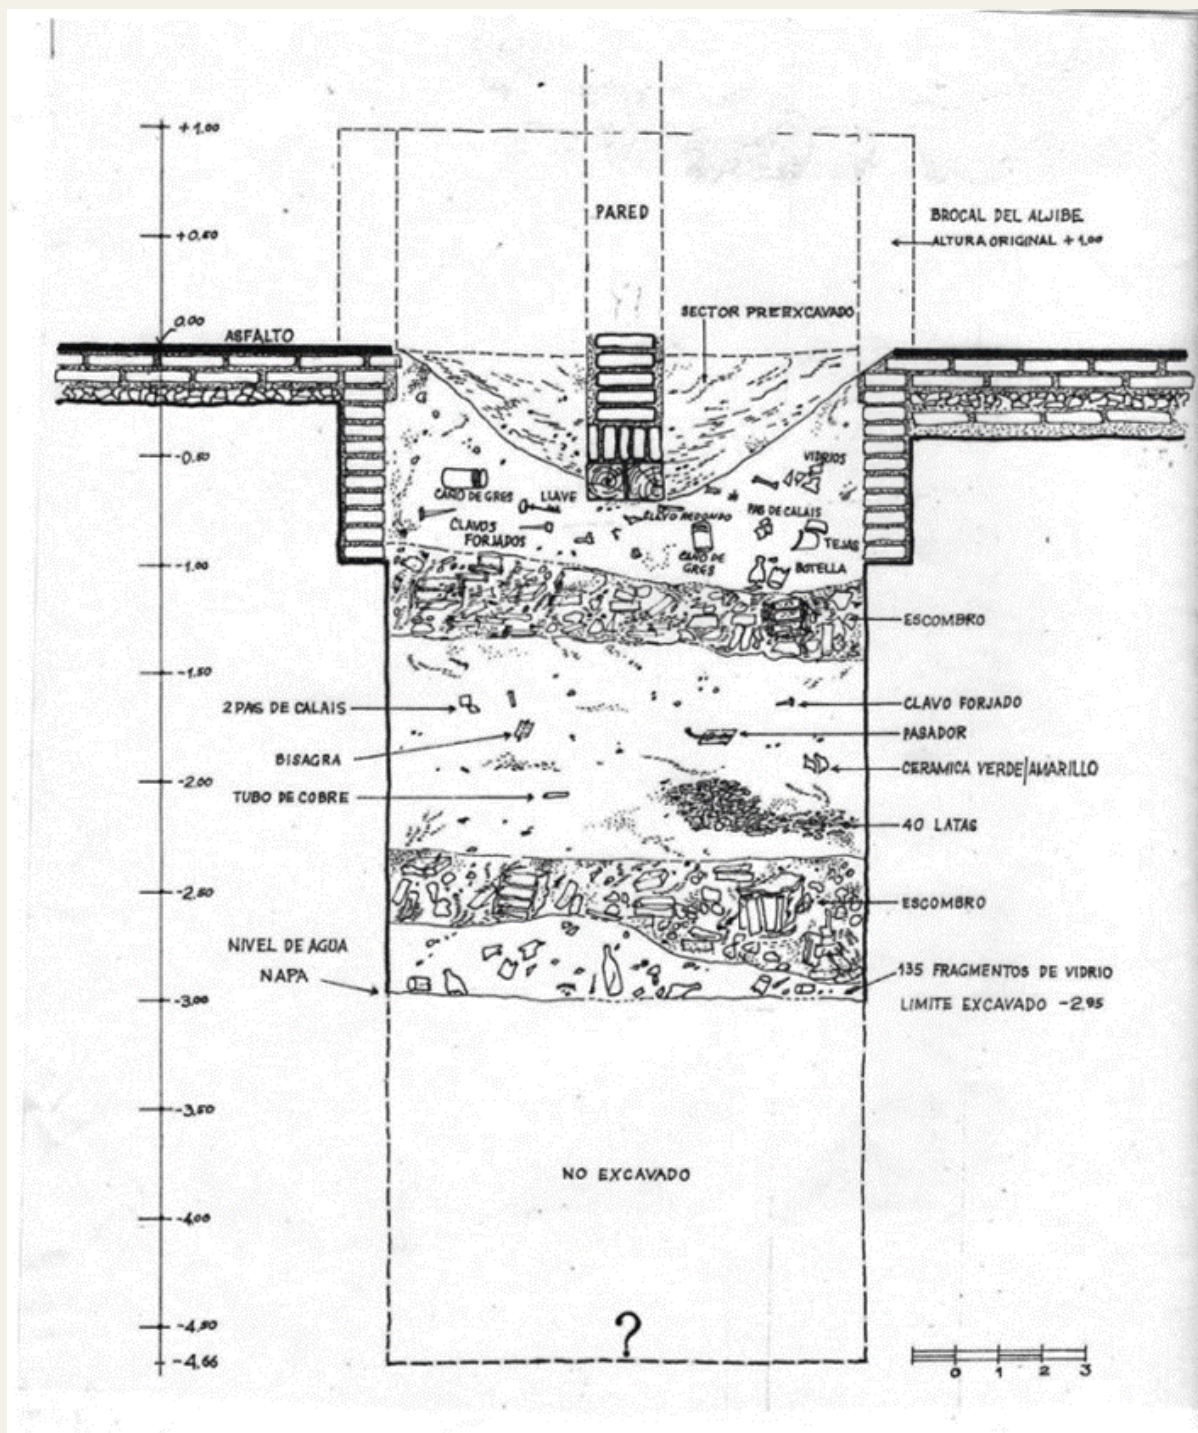 +1.00
PARED
BROCAL DEL ALJIBE
ALTURA ORIGINAL +1.00
+0.50
SECTOR PREEXCAVADO
0.00
ASFALTO
-0.50
VIDRIOS
CAÑO DE GRES
LLAVE
PAS DE CALAIS
CLAVO REDONDO
CLAVOS
FORJADOS
TEJAS
CAÑO DE
GRES
BOTELLA
-1.00
ESCOMBRO
-1.50
2 PAS DE CALAIS
CLAVO FORJADO
PASADOR
BISAGRA
CERAMICA VERDE/AMARILLO
-2.00
TUBO DE COBRE
40 LATAS
-2.50
ESCOMBRO
NIVEL DE AGUA
NAPA
135 FRAGMENTOS DE VIDRIO
-3.00
LIMITE EXCAVADO -2.95
-3.50
NO EXCAVADO
-4.00
-4.50
?
-4.66
0 1 2 3